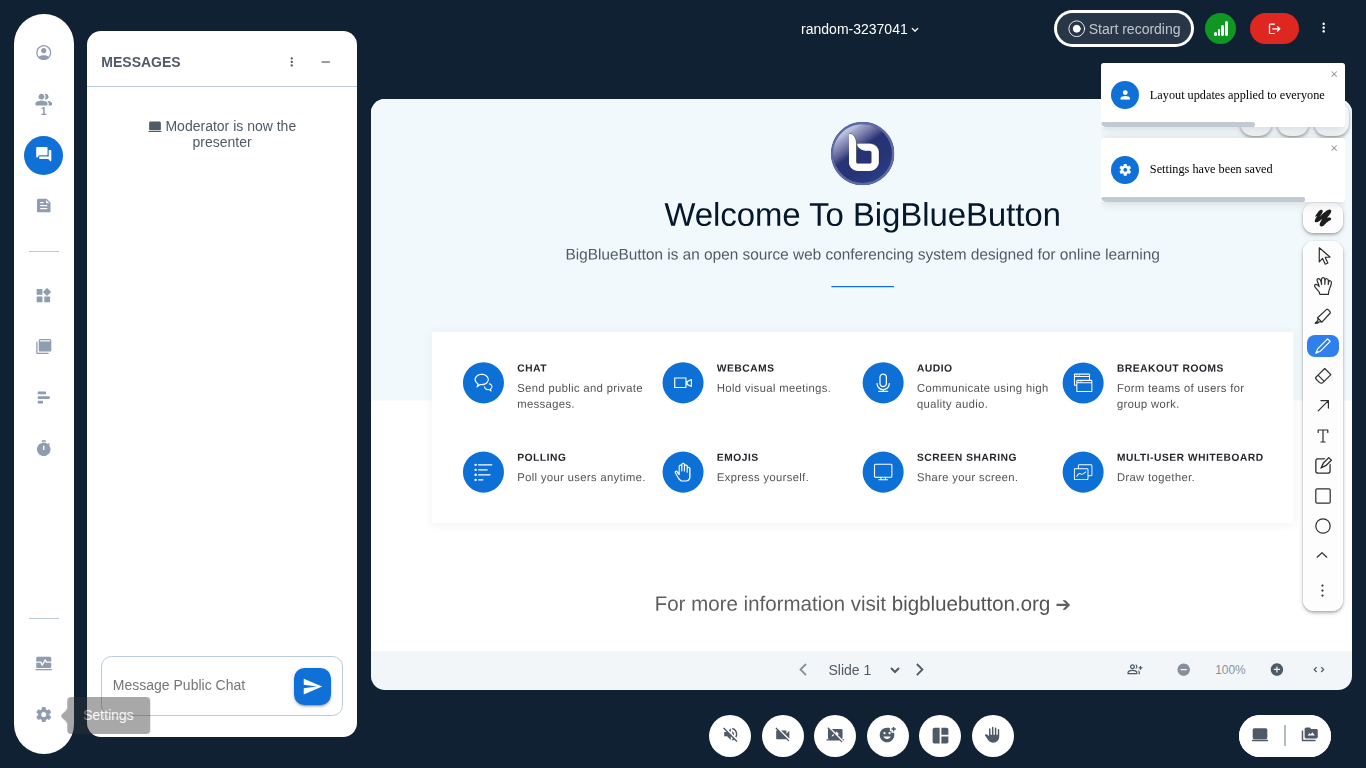 random-3237041
Start recording
1
MESSAGES
Moderator is now the
presenter
Message Public Chat
Settings
Layout updates applied to everyone
Settings have been saved
Welcome To BigBlueButton
BigBlueButton is an open source web conferencing system designed for online learning
CHAT
Send public and private
messages.
WEBCAMS
Hold visual meetings.
AUDIO
Communicate using high
quality audio.
BREAKOUT ROOMS
Form teams of users for
group work.
POLLING
Poll your users anytime.
EMOJIS
Express yourself.
SCREEN SHARING
Share your screen.
MULTI-USER WHITEBOARD
Draw together.
For more information visit bigbluebutton.org ➔
Slide 1
100%